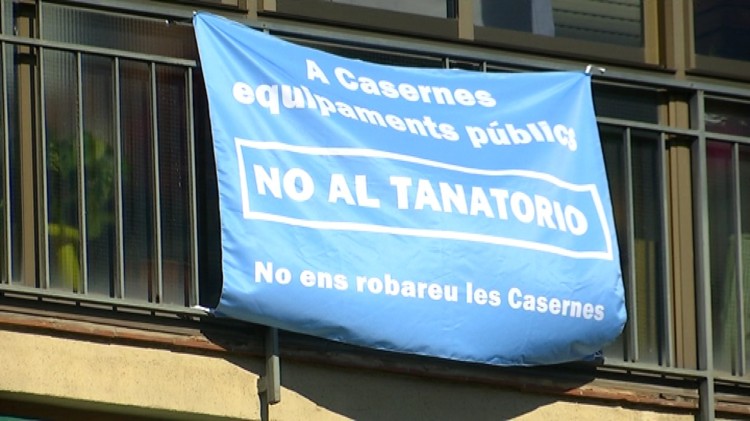 A Casernes
equipaments públics
NO AL TANATORIO
No ens robareu les Casernes